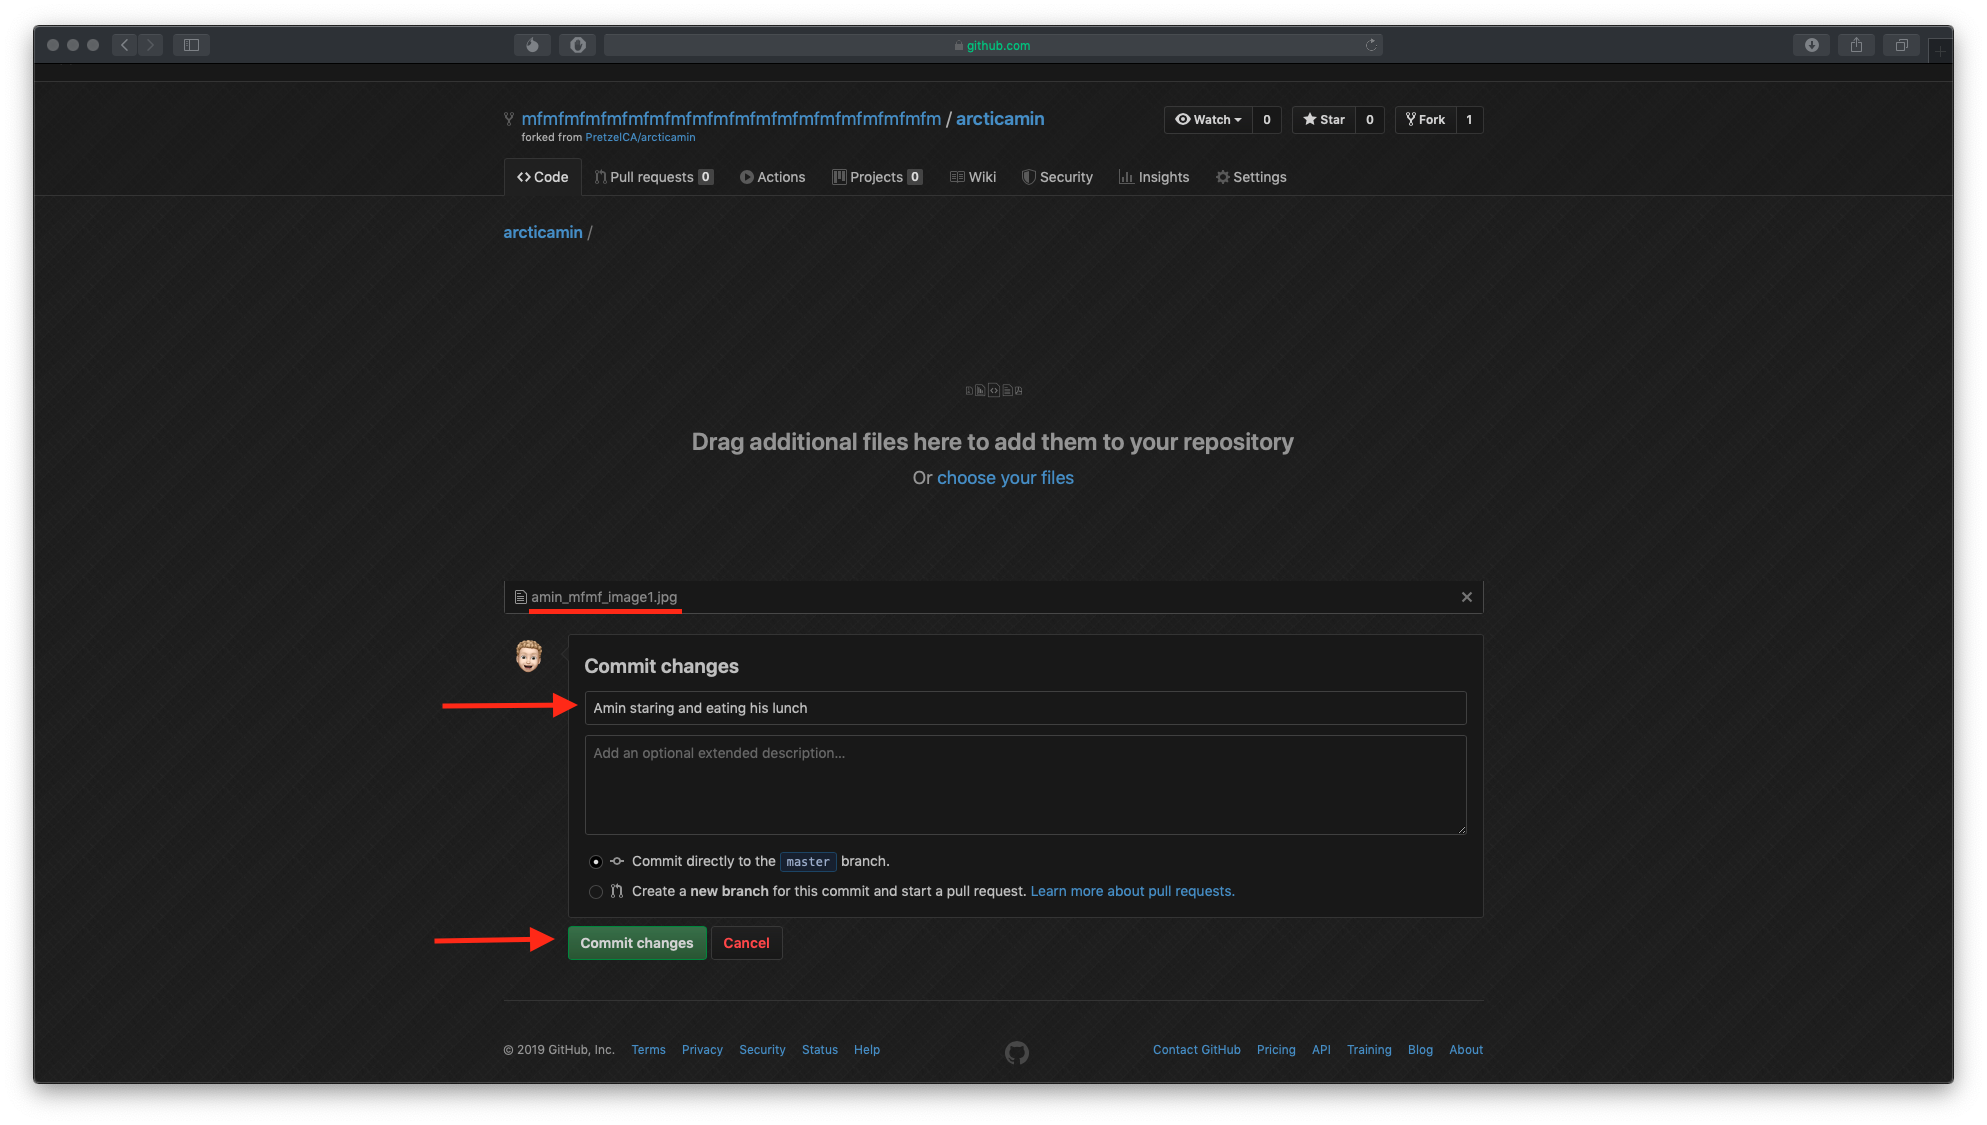 github.com
mfmfmfmfmfmfmfmfmfmfmfmfmfmfmfmfmfmfmfm / arcticamin
forked from PretzelCA/arcticamin
Watch 0 Star 0 Fork 1
Code Pull requests 0 Actions Projects 0 Wiki Security Insights Settings
arcticamin /
Drag additional files here to add them to your repository
Or choose your files
amin_mfmf_image1.jpg
Commit changes
Amin staring and eating his lunch
Add an optional extended description...
Commit directly to the master branch.
Create a new branch for this commit and start a pull request. Learn more about pull requests.
Commit changes Cancel
© 2019 GitHub, Inc. Terms Privacy Security Status Help Contact GitHub Pricing API Training Blog About